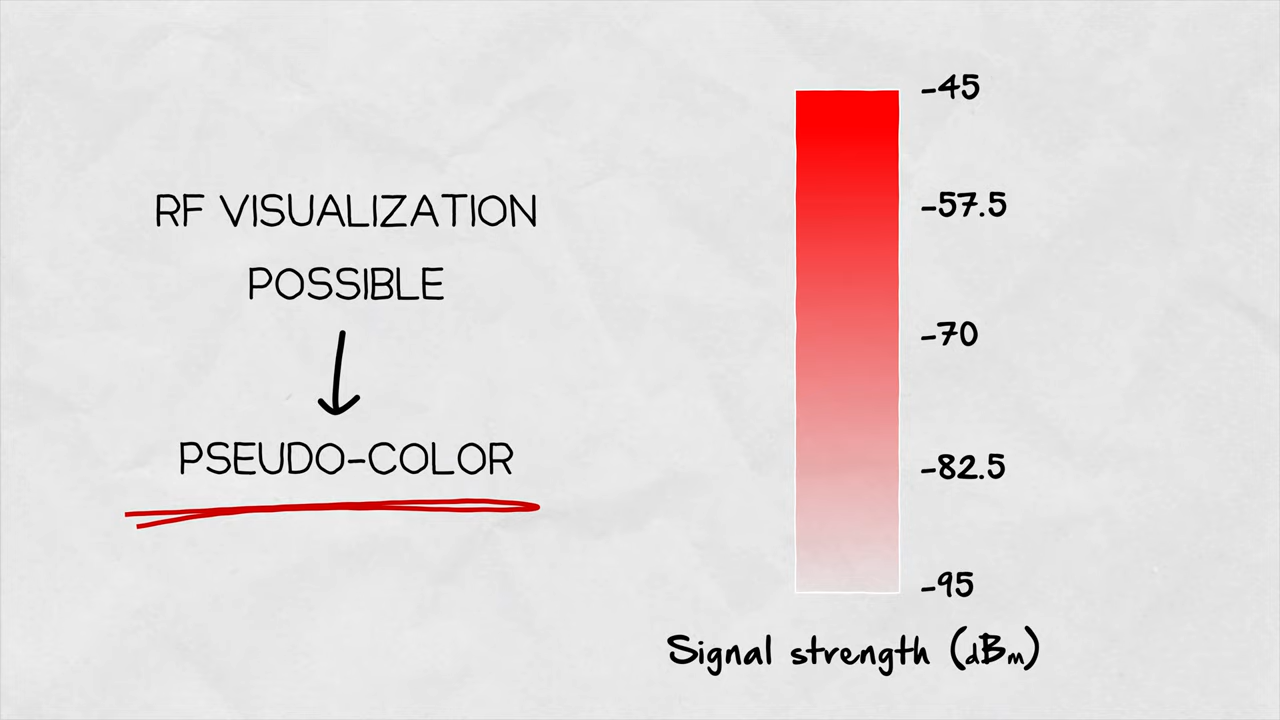 RF VISUALIZATION
POSSIBLE
PSEUDO-COLOR
-45
-57.5
-70
-82.5
-95
Signal strength (dBm)